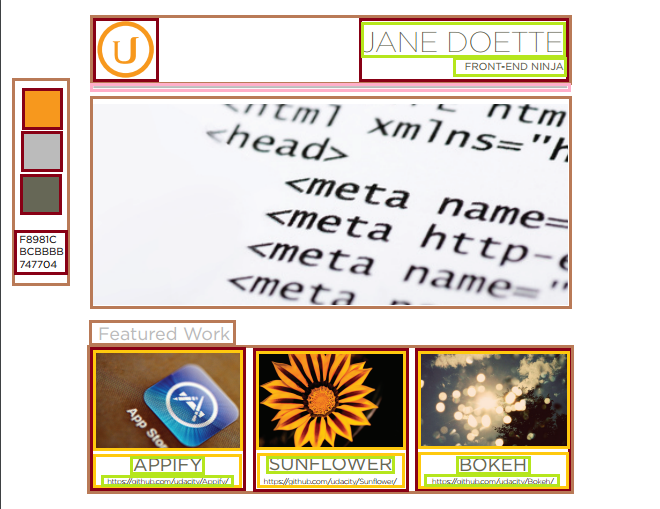 U
JANE DOETTE
FRONT-END NINJA
F8981C
BCBBBB
747704
<html
xmlns="h
<head>
<meta name=
<meta http-e
<meta name="
<meta
Featured Work
App Sto
APPIFY
https://github.com/udacity/Appify/
SUNFLOWER
https://github.com/udacity/Sunflower/
BOKEH
https://github.com/udacity/Bokeh/